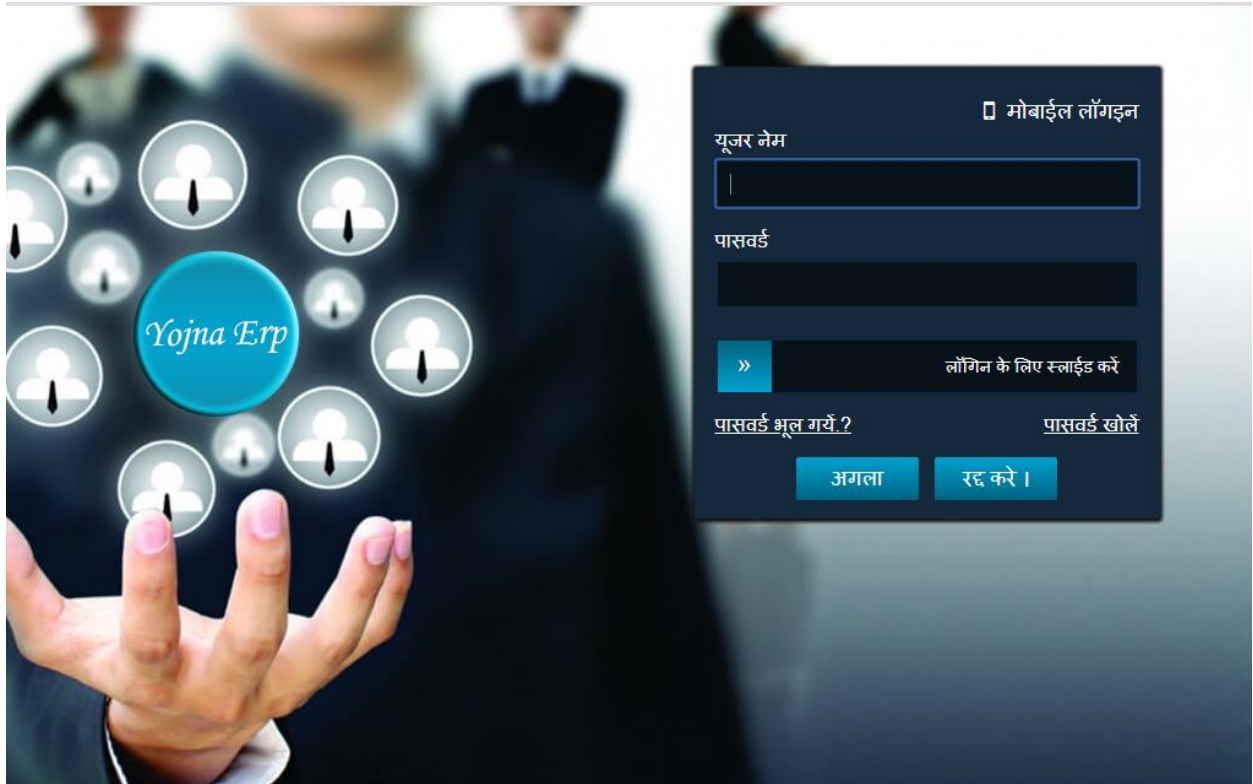 मोबाईल लॉगइन
यूजर नेम
पासवर्ड
Yojna Erp
» लॉगिन के लिए स्लाईड करें
पासवर्ड भूल गयें.? पासवर्ड खोलें
अगला रद्द करे ।